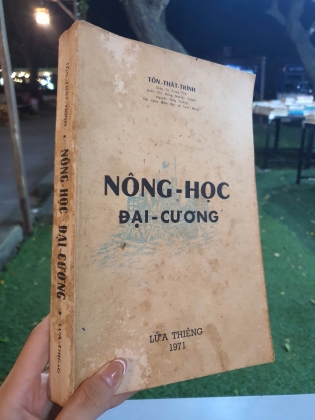 TÔN-THẤT-TRÌNH
NÔNG-HỌC
ĐẠI-CƯƠNG
LỬA THIÊNG
1971
TÔN-THẤT-TRÌNH • NÔNG HỌC ĐẠI-CƯƠNG • LỬA THIÊNG